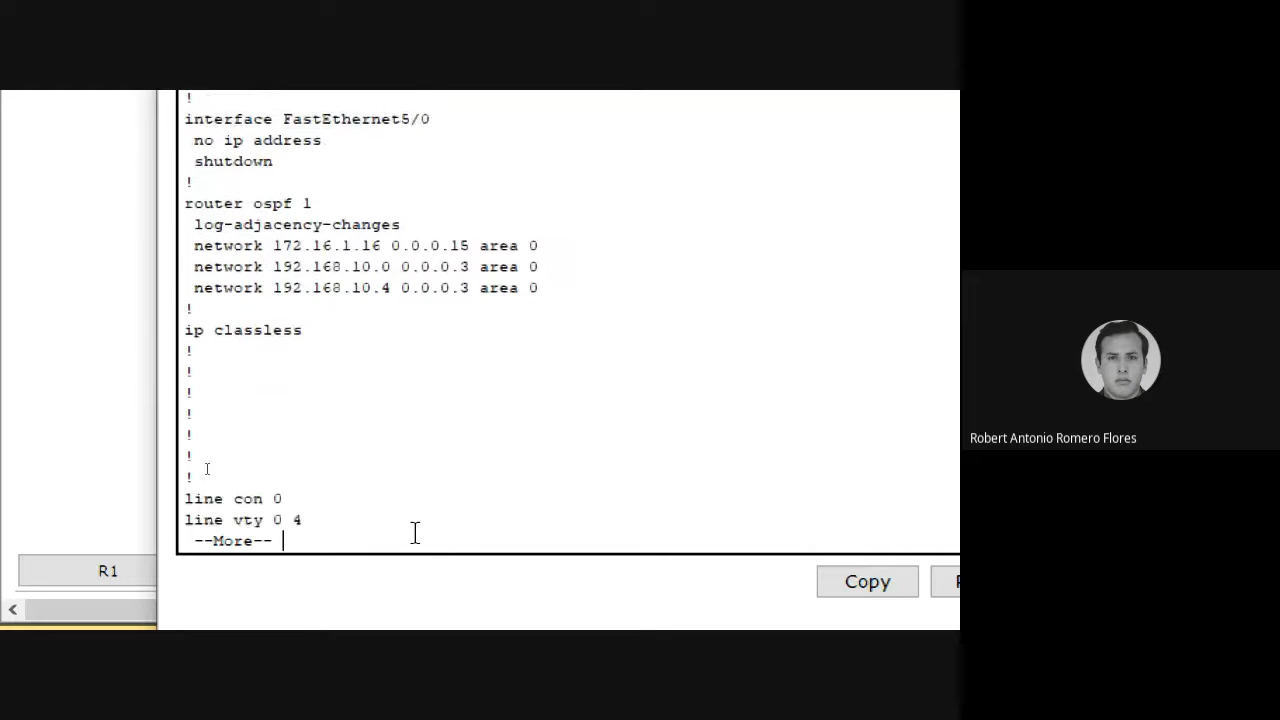 !
interface FastEthernet5/0
no ip address
shutdown
!
router ospf 1
log-adjacency-changes
network 172.16.1.16 0.0.0.15 area 0
network 192.168.10.0 0.0.0.3 area 0
network 192.168.10.4 0.0.0.3 area 0
!
ip classless
!
!
!
!
!
!
!
line con 0
line vty 0 4
--More--
R1
Copy
Robert Antonio Romero Flores